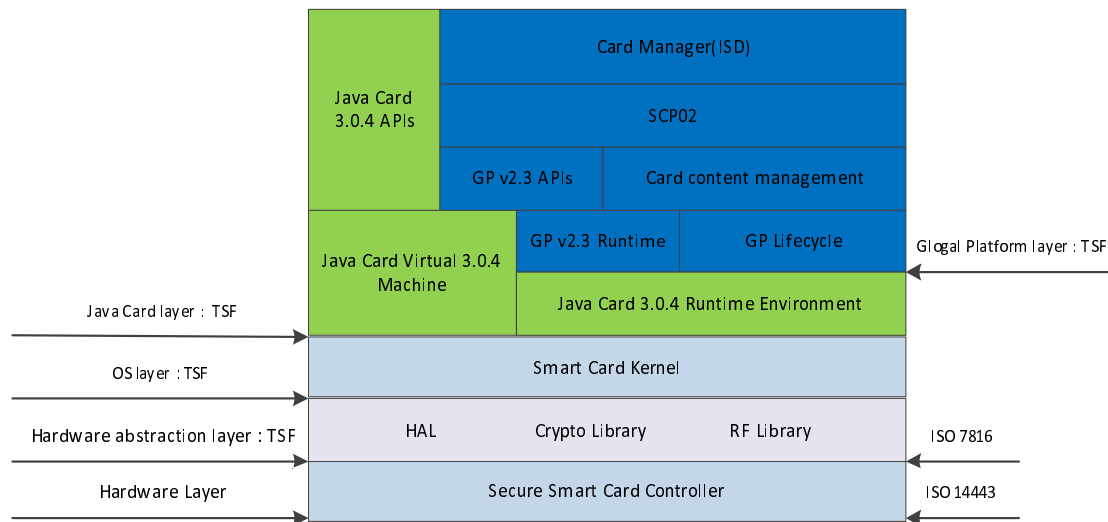 Card Manager(ISD)
Java Card
3.0.4 APIs
SCP02
GP v2.3 APIs
Card content management
GP v2.3 Runtime
GP Lifecycle
Glogal Platform layer : TSF
Java Card Virtual 3.0.4
Machine
Java Card 3.0.4 Runtime Environment
Java Card layer : TSF
Smart Card Kernel
OS layer : TSF
Hardware abstraction layer : TSF
HAL
Crypto Library
RF Library
ISO 7816
Hardware Layer
Secure Smart Card Controller
ISO 14443